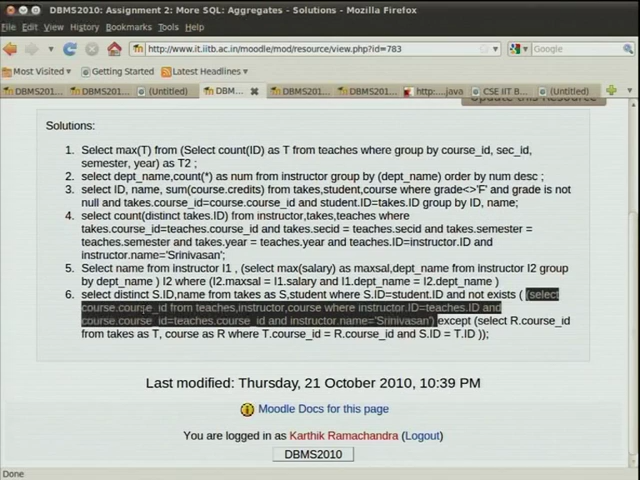 DBMS2010: Assignment 2: More SQL: Aggregates - Solutions - Mozilla Firefox
File Edit View History Bookmarks Tools Help
http://www.it.iitb.ac.in/moodle/mod/resource/view.php?id=783
Google
Most Visited Getting Started Latest Headlines
DBMS201... DBMS201... (Untitled) DBM... DBMS201... DBMS201... http:....java CSE IIT B... (Untitled)
Update this Resource
Solutions:
1. Select max(T) from (Select count(ID) as T from teaches where group by course_id, sec_id,
semester, year) as T2 ;
2. select dept_name,count(*) as num from instructor group by (dept_name) order by num desc ;
3. select ID, name, sum(course.credits) from takes,student,course where grade<>'F' and grade is not
null and takes.course_id=course.course_id and student.ID=takes.ID group by ID, name;
4. select count(distinct takes.ID) from instructor,takes,teaches where
takes.course_id=teaches.course_id and takes.secid = teaches.secid and takes.semester =
teaches.semester and takes.year = teaches.year and teaches.ID=instructor.ID and
instructor.name='Srinivasan';
5. Select name from instructor I1 , (select max(salary) as maxsal,dept_name from instructor I2 group
by dept_name ) I2 where (I2.maxsal = I1.salary and I1.dept_name = I2.dept_name )
6. select distinct S.ID,name from takes as S,student where S.ID=student.ID and not exists ( (select
course.course_id from teaches,instructor,course where instructor.ID=teaches.ID and
course.course_id=teaches.course_id and instructor.name='Srinivasan') except (select R.course_id
from takes as T, course as R where T.course_id = R.course_id and S.ID = T.ID ));
Last modified: Thursday, 21 October 2010, 10:39 PM
Moodle Docs for this page
You are logged in as Karthik Ramachandra (Logout)
DBMS2010
Done